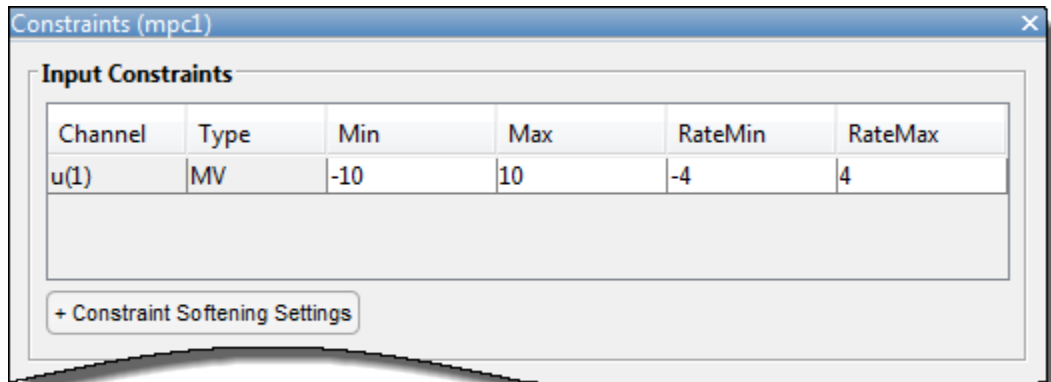 Constraints (mpc1)
Input Constraints
Channel Type Min Max RateMin RateMax
u(1) MV -10 10 -4 4
+ Constraint Softening Settings